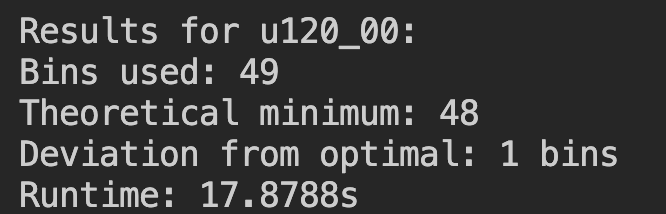 Results for u120_00:
Bins used: 49
Theoretical minimum: 48
Deviation from optimal: 1 bins
Runtime: 17.8788s